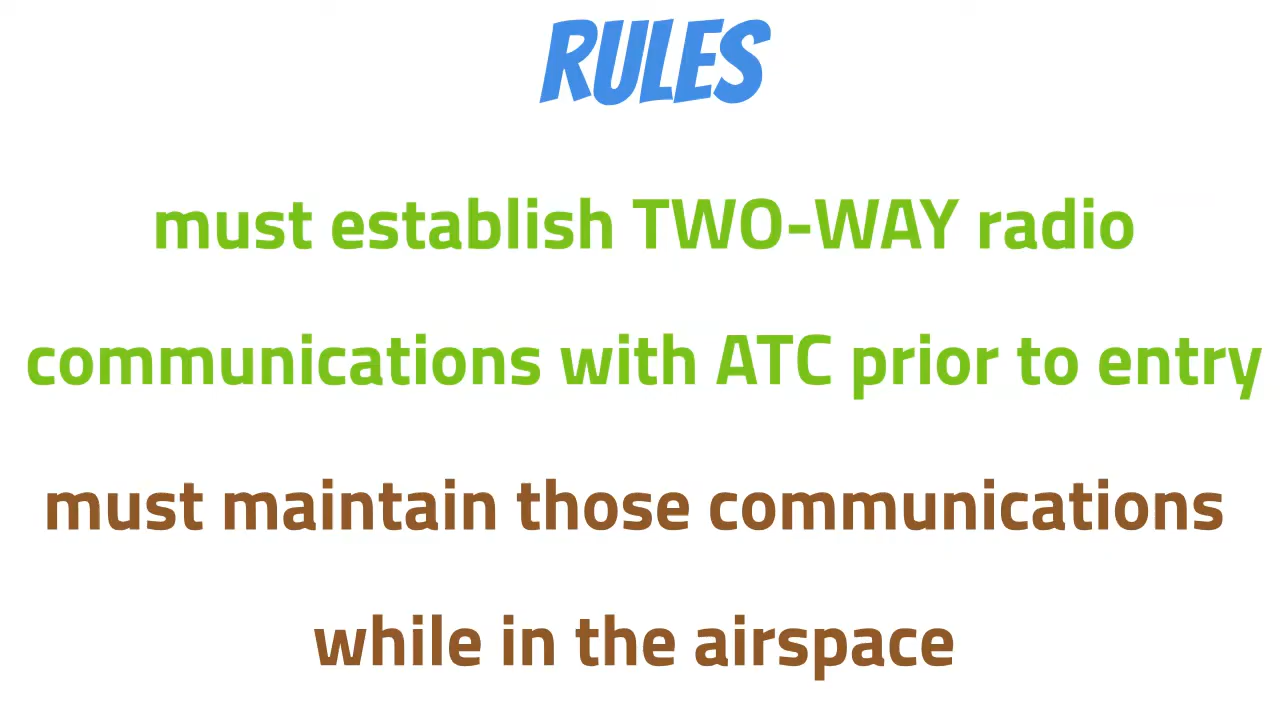 RULES
must establish TWO-WAY radio
communications with ATC prior to entry
must maintain those communications
while in the airspace